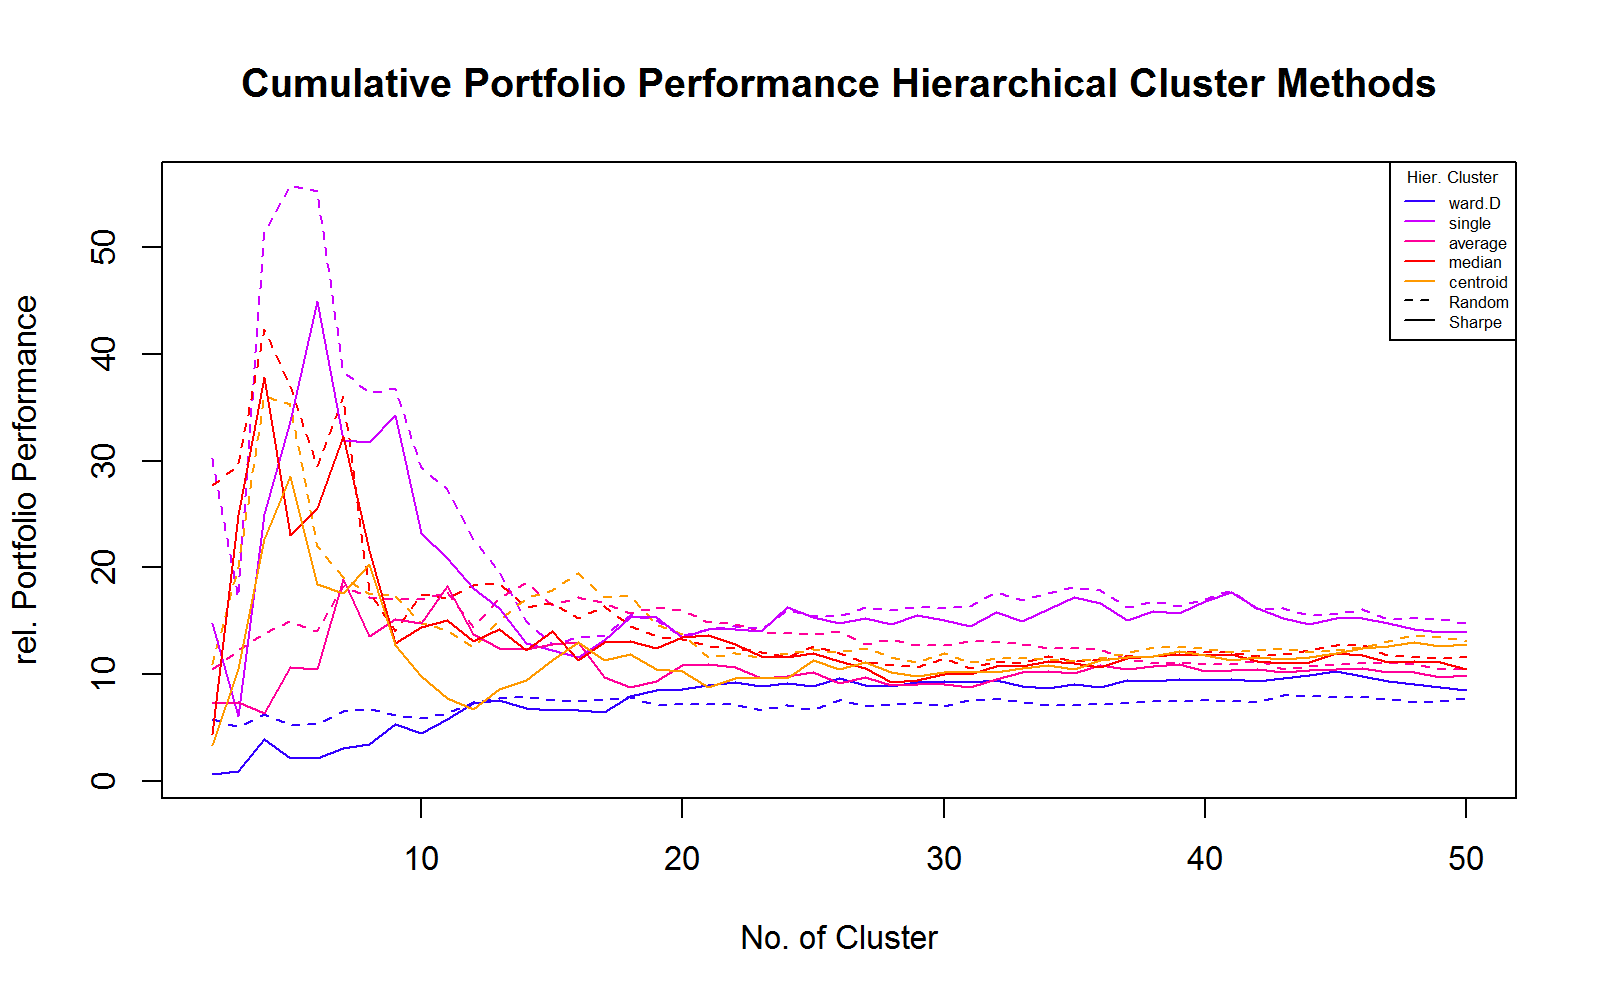 Cumulative Portfolio Performance Hierarchical Cluster Methods
rel. Portfolio Performance
50
40
30
20
10
0
Hier. Cluster
ward.D
single
average
median
centroid
Random
Sharpe
10 20 30 40 50
No. of Cluster